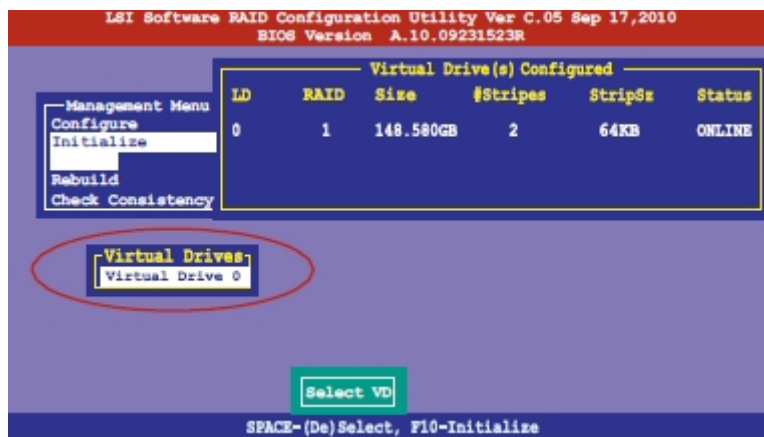 LSI Software RAID Configuration Utility Ver C.05 Sep 17,2010
BIOS Version A.10.09231523R
Virtual Drive(s) Configured
LD RAID Size #Stripes StripSz Status
0 1 148.580GB 2 64KB ONLINE
Management Menu
Configure
Initialize
Rebuild
Check Consistency
Virtual Drives
Virtual Drive 0
Select VD
SPACE-(De)Select, F10-Initialize